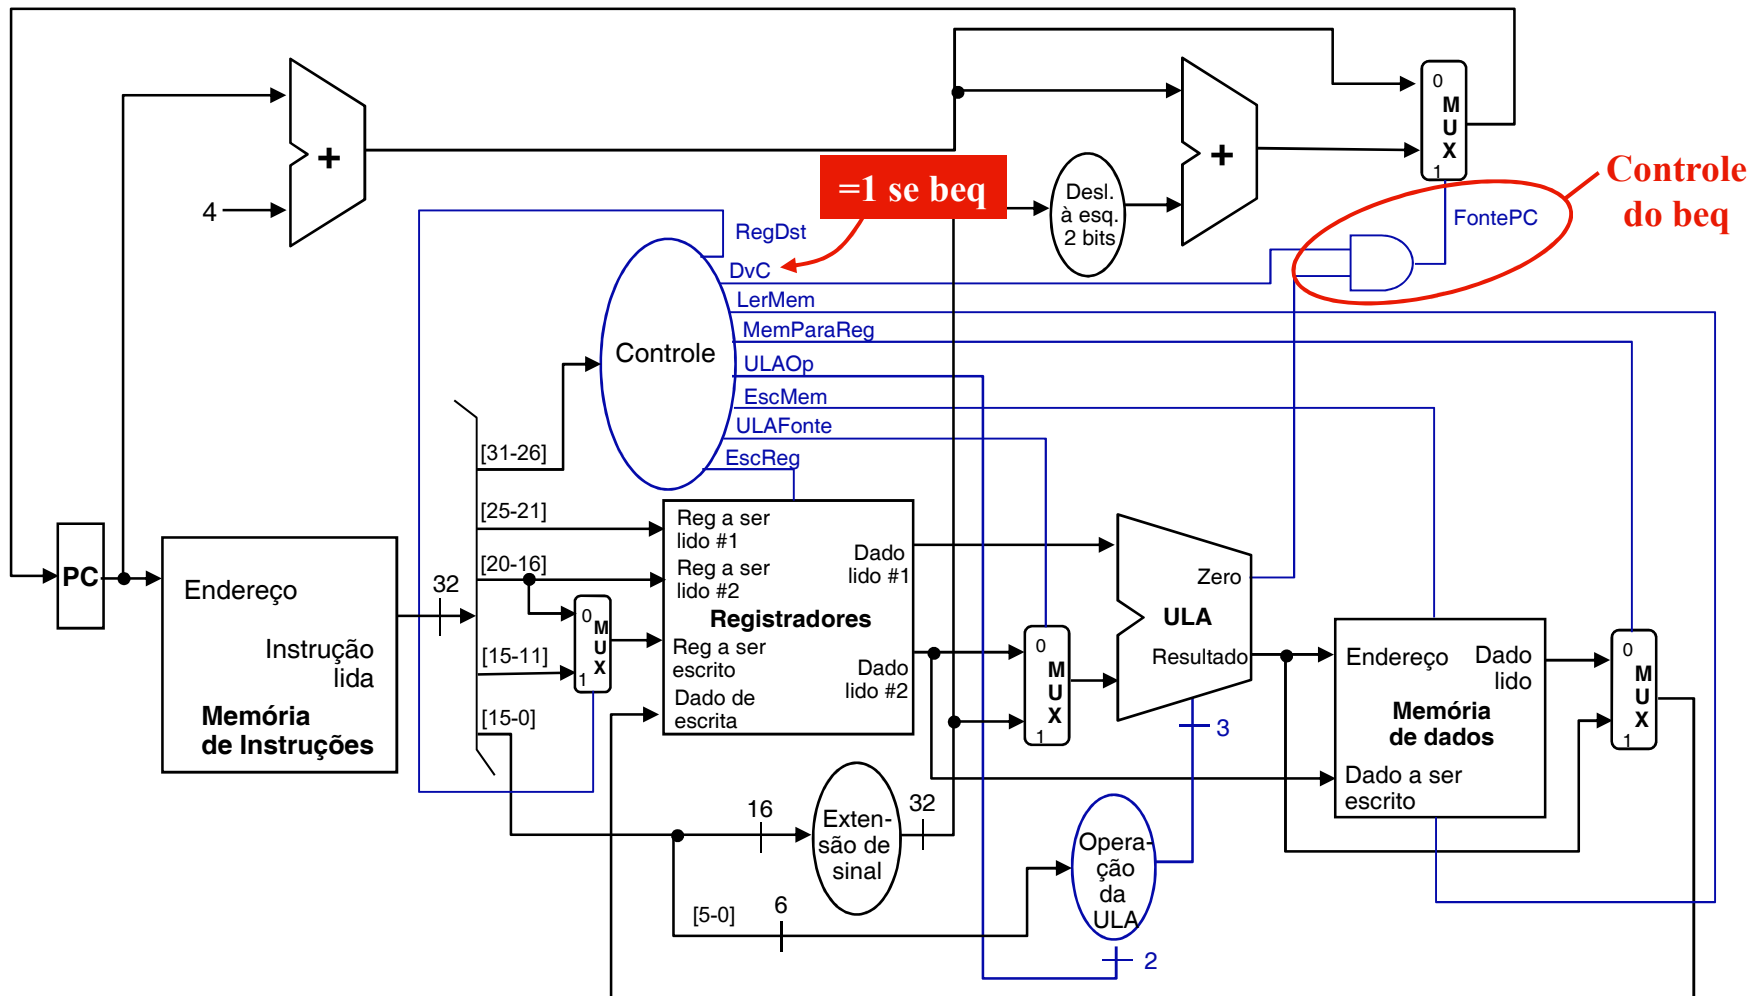 0
M
U
X
1
+
+
4
=1 se beq
Desl.
à esq.
2 bits
Controle
do beq
FontePC
RegDst
DvC
LerMem
MemParaReg
ULAOp
EscMem
ULAFonte
EscReg
Controle
[31-26]
[25-21]
[20-16]
[15-11]
[15-0]
PC
32
Endereço
Instrução
lida
Memória
de Instruções
0
M
U
X
1
Reg a ser
lido #1
Reg a ser
lido #2
Registradores
Reg a ser
escrito
Dado de
escrita
Dado
lido #1
Dado
lido #2
0
M
U
X
1
Zero
ULA
Resultado
3
Endereço
Dado
lido
Memória
de dados
Dado a ser
escrito
0
M
U
X
1
16
Exten-
são de
sinal
32
Opera-
ção
da
ULA
[5-0]
6
2